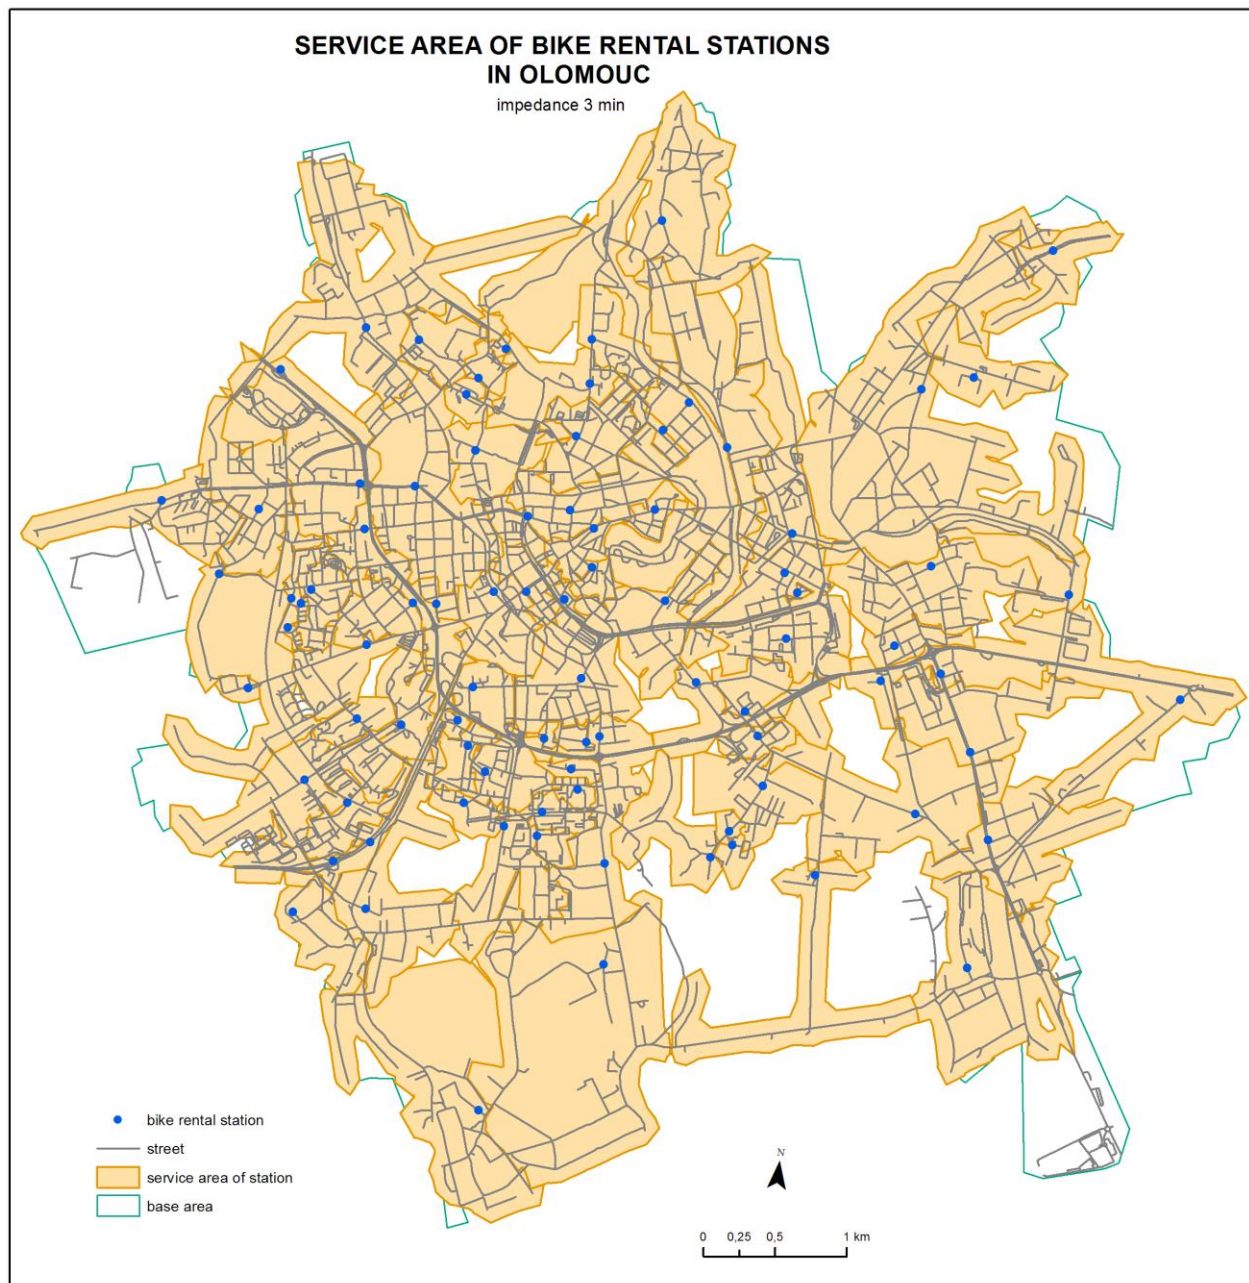 SERVICE AREA OF BIKE RENTAL STATIONS
IN OLOMOUC
impedance 3 min
bike rental station
street
service area of station
base area
N
0 0,25 0,5 1 km